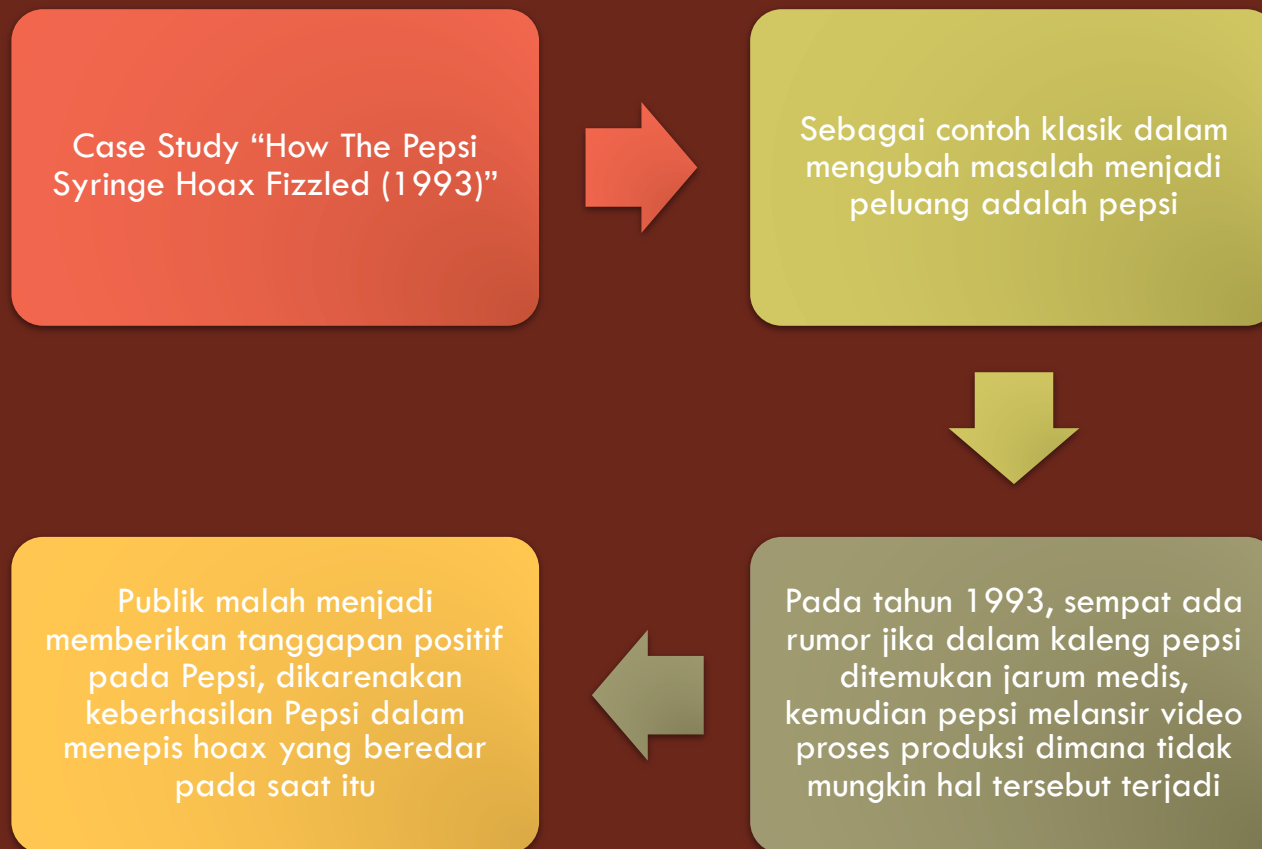 Case Study “How The Pepsi
Syringe Hoax Fizzled (1993)”
Sebagai contoh klasik dalam
mengubah masalah menjadi
peluang adalah pepsi
Pada tahun 1993, sempat ada
rumor jika dalam kaleng pepsi
ditemukan jarum medis,
kemudian pepsi melansir video
proses produksi dimana tidak
mungkin hal tersebut terjadi
Publik malah menjadi
memberikan tanggapan positif
pada Pepsi, dikarenakan
keberhasilan Pepsi dalam
menepis hoax yang beredar
pada saat itu